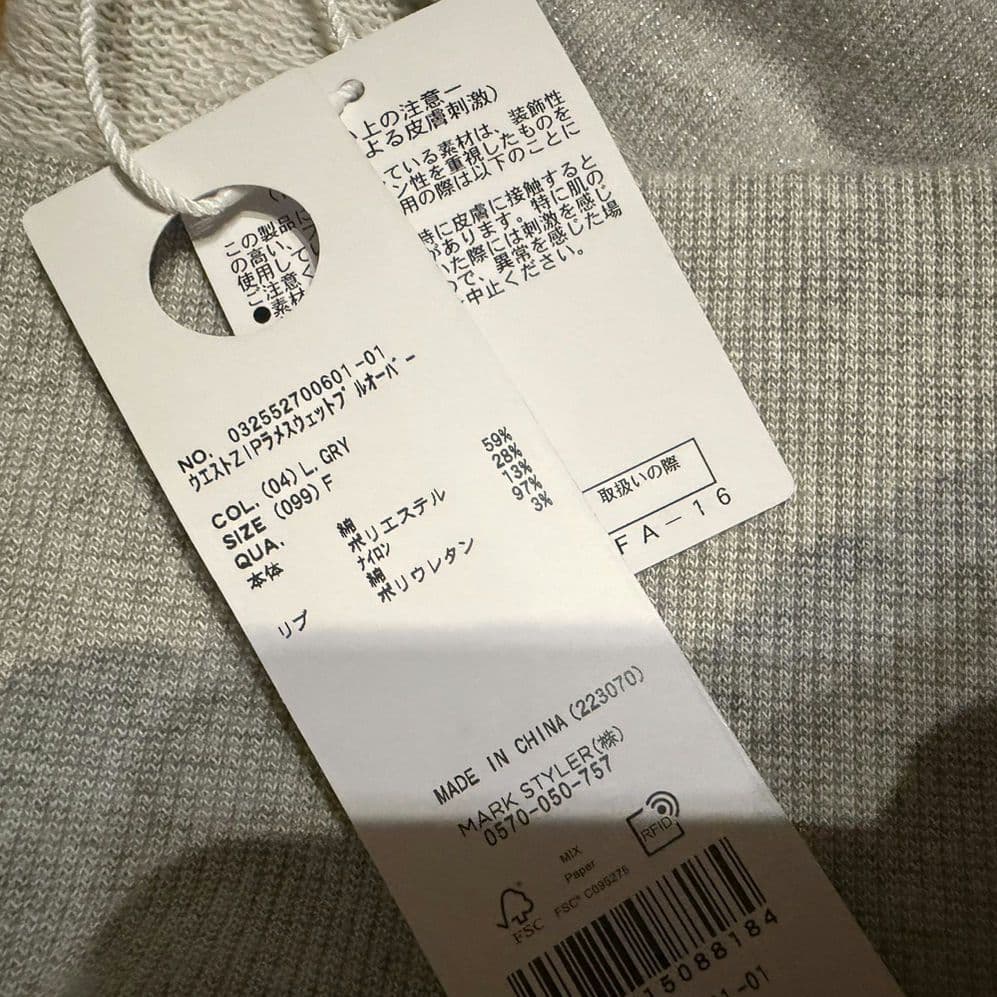 NO. 032552700601-01
ウエストZIPラメスウェットプルオーバー
COL. (04) L. GRY
SIZE (099) F
QUA.
本体 綿 59%
ポリエステル 28%
ナイロン 13%
リブ 綿 97%
ポリウレタン 3%
MADE IN CHINA (223070)
MARK STYLER(株)
0570-050-757
RFID
MIX
Paper
FSC® C095276
FSC
15088184
1-01
上の注意ー
よる皮膚刺激)
ている素材は、装飾性
ン性を重視したものを
用の際は以下のことに
時に皮膚に接触すると
があります。特に肌の
いた際には刺激を感じ
ので、異常を感じた場
中止ください。
この製品に
の高い、
使用し
ご注意
●素材
取扱いの際
FA-16